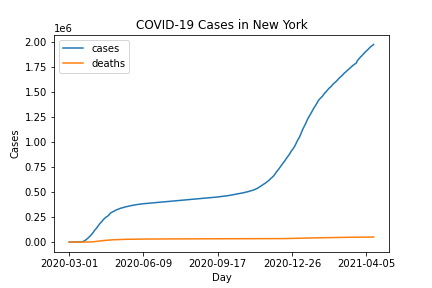 COVID-19 Cases in New York
1e6
cases
deaths
2.00
1.75
1.50
1.25
1.00
0.75
0.50
0.25
0.00
Cases
2020-03-01 2020-06-09 2020-09-17 2020-12-26 2021-04-05
Day